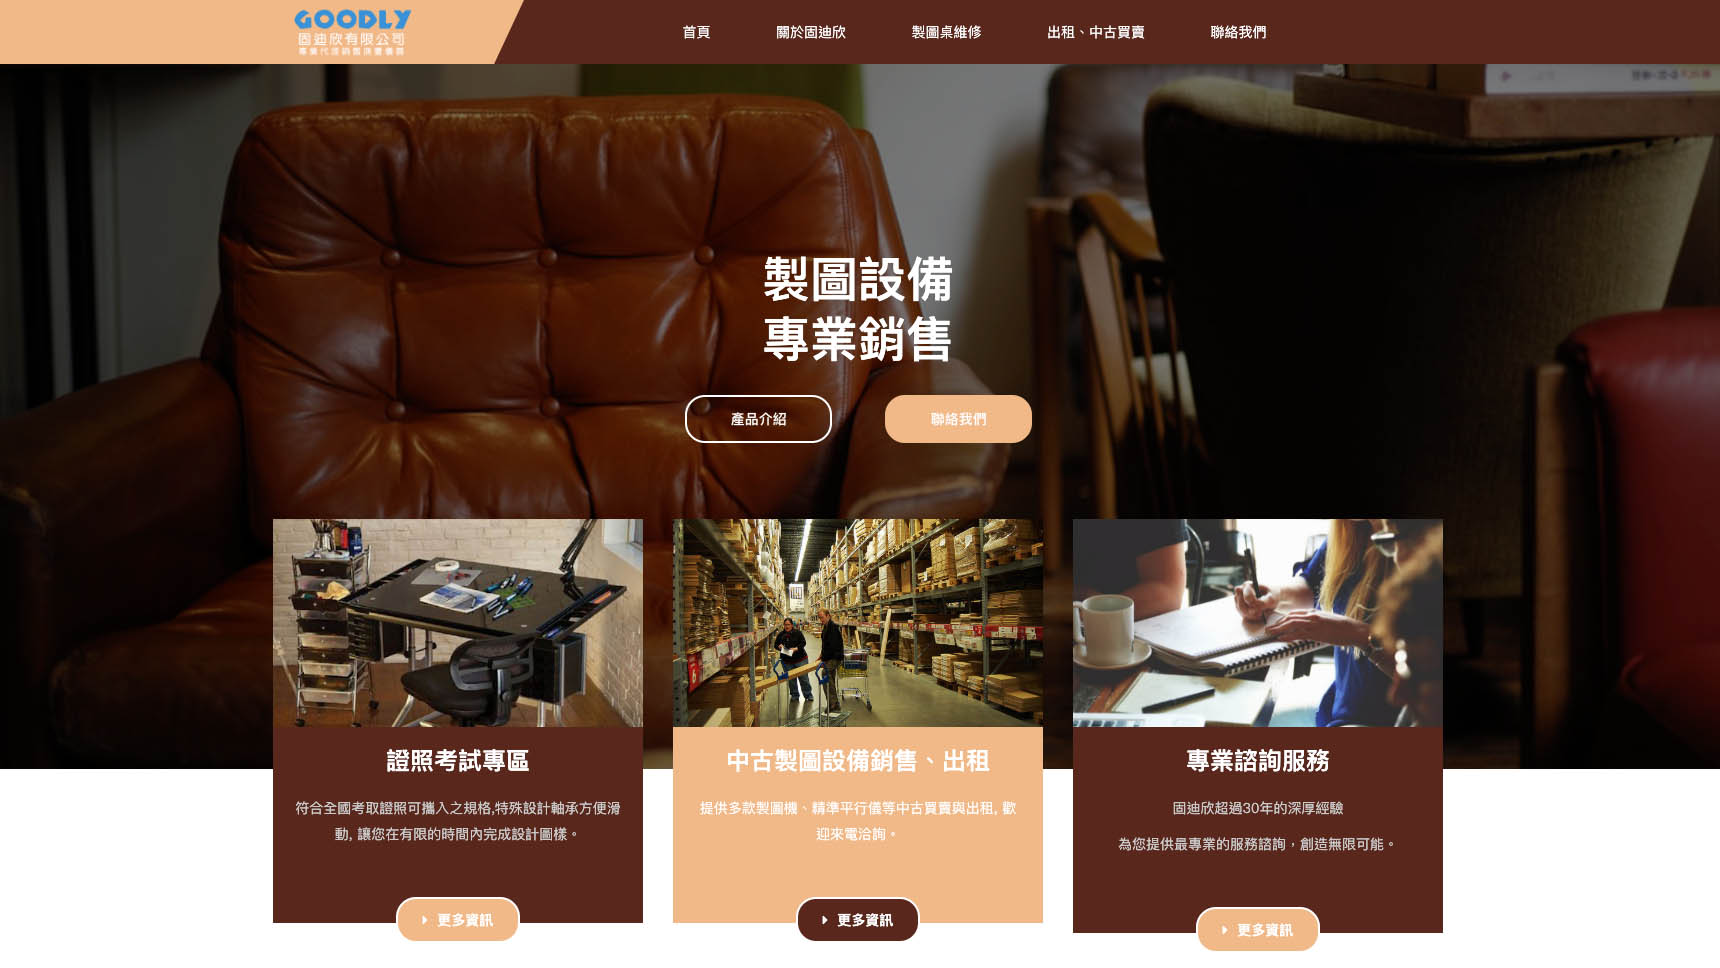 GOODLY
固迪欣有限公司
首頁
關於固迪欣
製圖桌維修
出租、中古買賣
聯絡我們
製圖設備
專業銷售
產品介紹
聯絡我們
證照考試專區
符合全國考取證照可攜入之規格,特殊設計軸承方便滑
動, 讓您在有限的時間內完成設計圖樣。
更多資訊
中古製圖設備銷售、出租
提供多款製圖機、精準平行儀等中古買賣與出租, 歡
迎來電洽詢。
更多資訊
專業諮詢服務
固迪欣超過30年的深厚經驗
為您提供最專業的服務諮詢，創造無限可能。
更多資訊